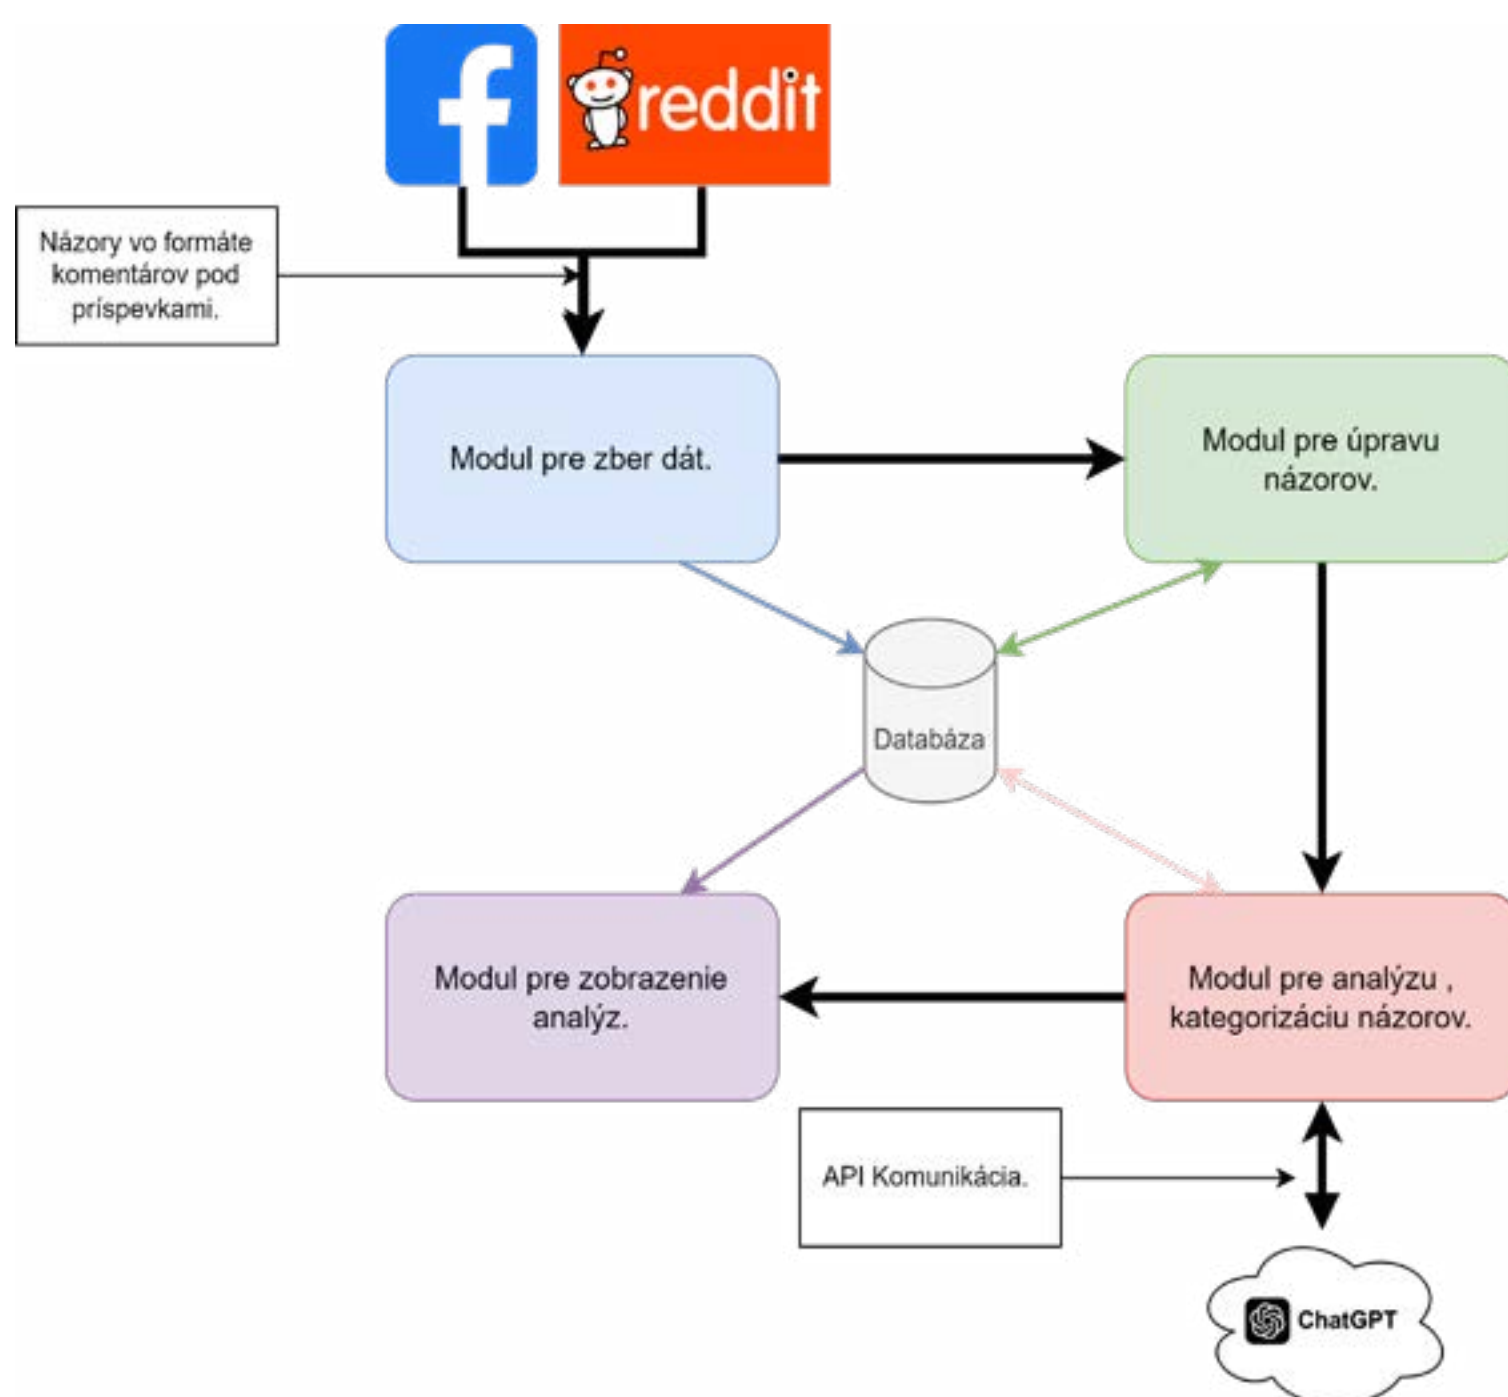 reddit
Názory vo formáte
komentárov pod
príspevkami.
Modul pre zber dát.
Modul pre úpravu
názorov.
Databáza
Modul pre zobrazenie
analýz.
Modul pre analýzu ,
kategorizáciu názorov.
API Komunikácia.
ChatGPT